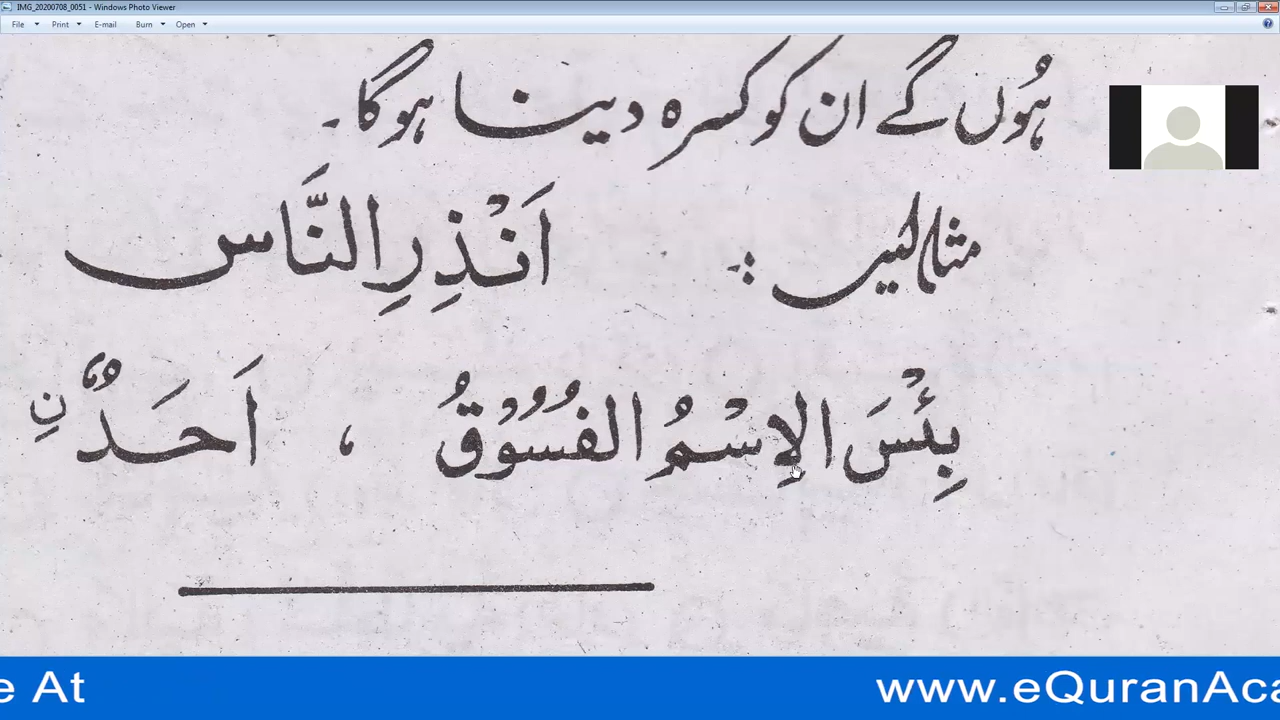 IMG_20200708_0051 - Windows Photo Viewer
File Print E-mail Burn Open
ہُوں گے ان کو کسرہ دینا ہوگا۔
مثالیں :۔ اَنْذِرِ النَّاس
بِئْسَ الِاسْمُ الفُسُوْقُ ، اَحَدٌ نِ
e At www.eQuranAca